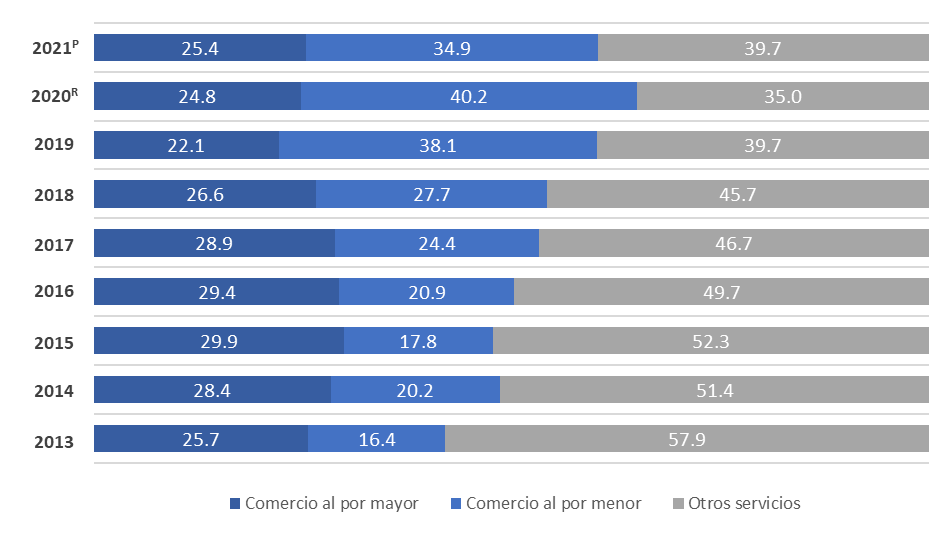 2021ᴾ 25.4 34.9 39.7
2020ᴿ 24.8 40.2 35.0
2019 22.1 38.1 39.7
2018 26.6 27.7 45.7
2017 28.9 24.4 46.7
2016 29.4 20.9 49.7
2015 29.9 17.8 52.3
2014 28.4 20.2 51.4
2013 25.7 16.4 57.9
Comercio al por mayor Comercio al por menor Otros servicios